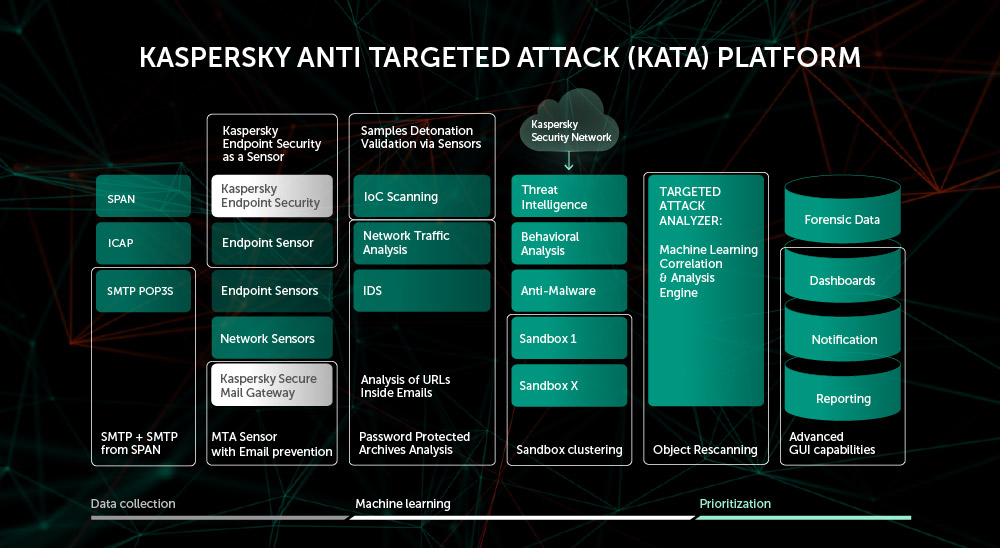 KASPERSKY ANTI TARGETED ATTACK (KATA) PLATFORM
SPAN
ICAP
SMTP POP3S
SMTP + SMTP
from SPAN
Kaspersky
Endpoint Security
as a Sensor
Kaspersky
Endpoint Security
Endpoint Sensor
Endpoint Sensors
Network Sensors
Kaspersky Secure
Mail Gateway
MTA Sensor
with Email prevention
Samples Detonation
Validation via Sensors
IoC Scanning
Network Traffic
Analysis
IDS
Analysis of URLs
Inside Emails
Password Protected
Archives Analysis
Kaspersky
Security Network
Threat
Intelligence
Behavioral
Analysis
Anti-Malware
Sandbox 1
Sandbox X
Sandbox clustering
TARGETED
ATTACK
ANALYZER:
Machine Learning
Correlation
& Analysis
Engine
Object Rescanning
Forensic Data
Dashboards
Notification
Reporting
Advanced
GUI capabilities
Data collection
Machine learning
Prioritization